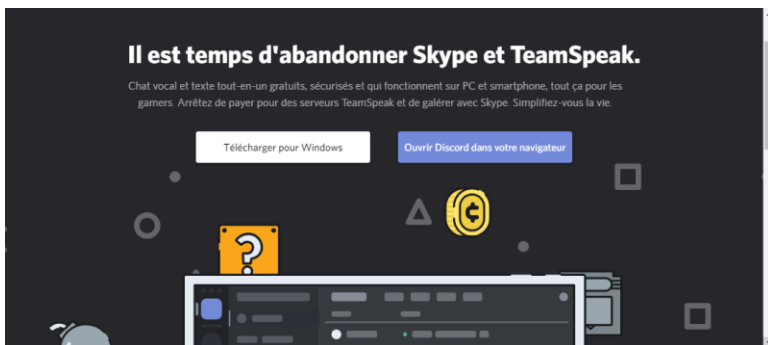 Il est temps d'abandonner Skype et TeamSpeak.
Chat vocal et texte tout-en-un gratuits, sécurisés et qui fonctionnent sur PC et smartphone, tout ça pour les
gamers. Arrêtez de payer pour des serveurs TeamSpeak et de galérer avec Skype. Simplifiez-vous la vie.
Télécharger pour Windows
Ouvrir Discord dans votre navigateur
?
¢